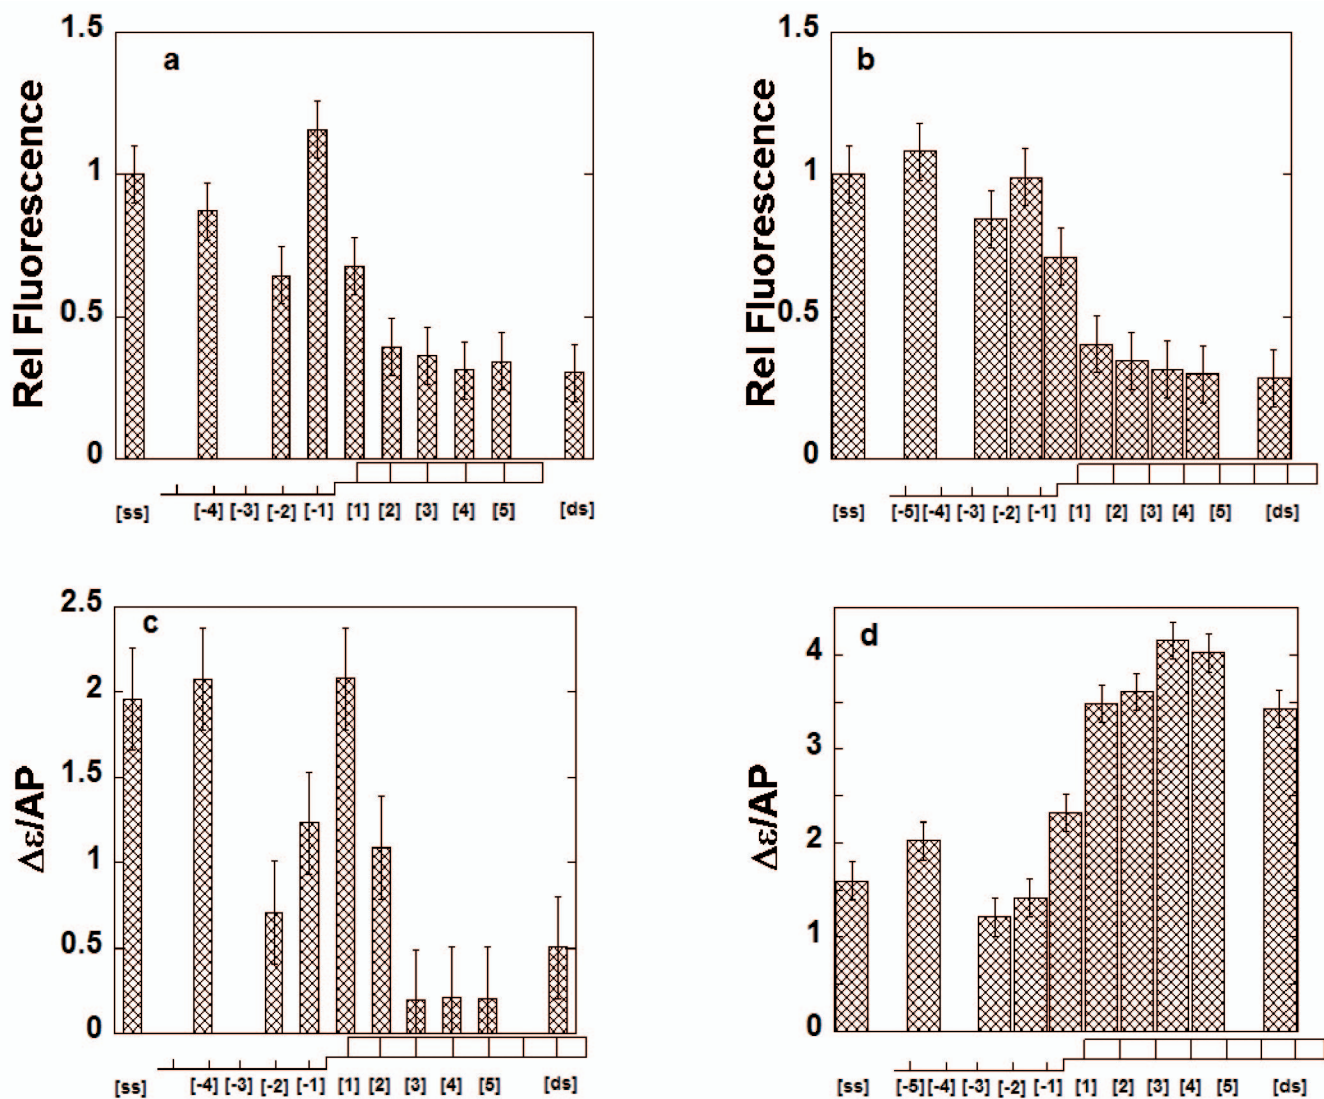 a
Rel Fluorescence
1.5
1
0.5
0
[ss] [-4] [-3] [-2] [-1] [1] [2] [3] [4] [5] [ds]
b
Rel Fluorescence
1.5
1
0.5
0
[ss] [-5] [-4] [-3] [-2] [-1] [1] [2] [3] [4] [5] [ds]
c
Δε/AP
2.5
2
1.5
1
0.5
0
[ss] [-4] [-3] [-2] [-1] [1] [2] [3] [4] [5] [ds]
d
Δε/AP
4
3
2
1
0
[ss] [-5] [-4] [-3] [-2] [-1] [1] [2] [3] [4] [5] [ds]